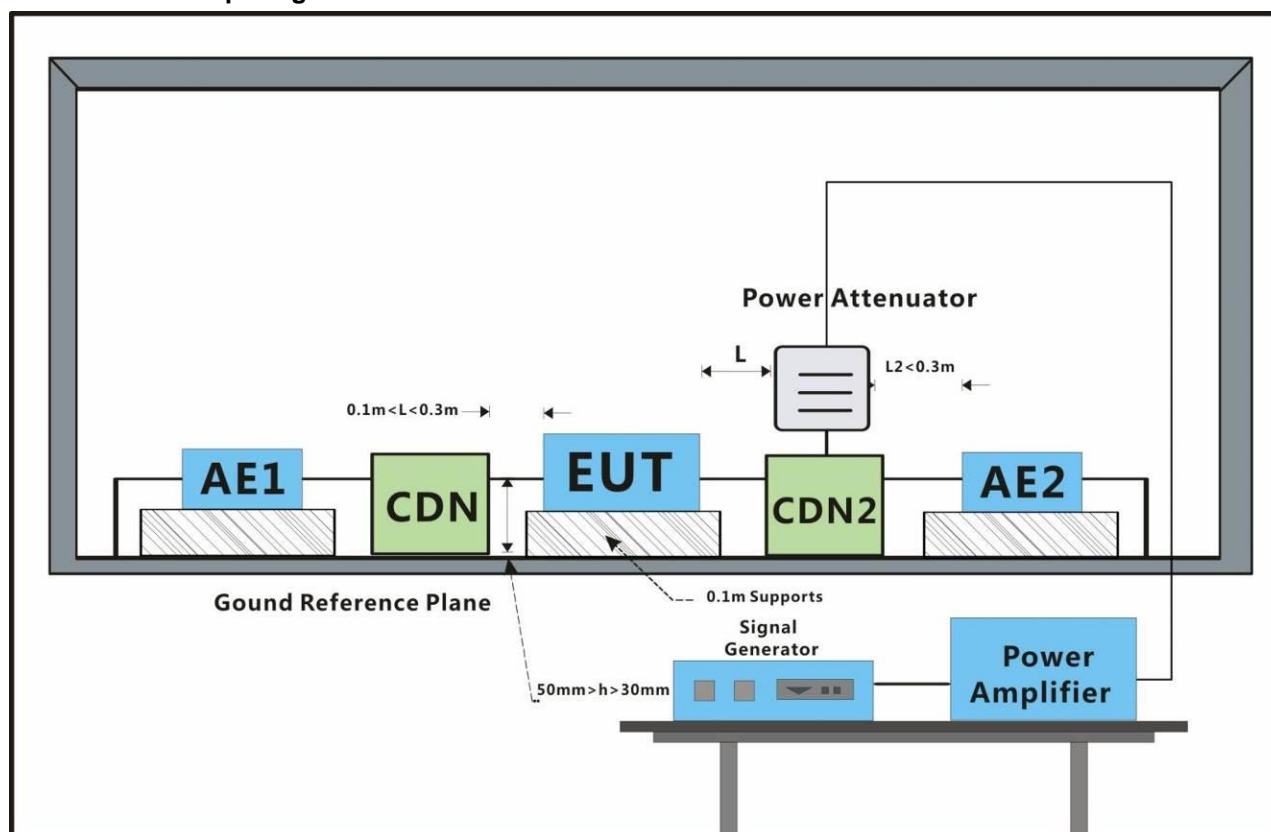 Power Attenuator
L
L2<0.3m
0.1m<L<0.3m
AE1
CDN
EUT
CDN2
AE2
Gound Reference Plane
0.1m Supports
Signal
Generator
Power
Amplifier
50mm>h>30mm